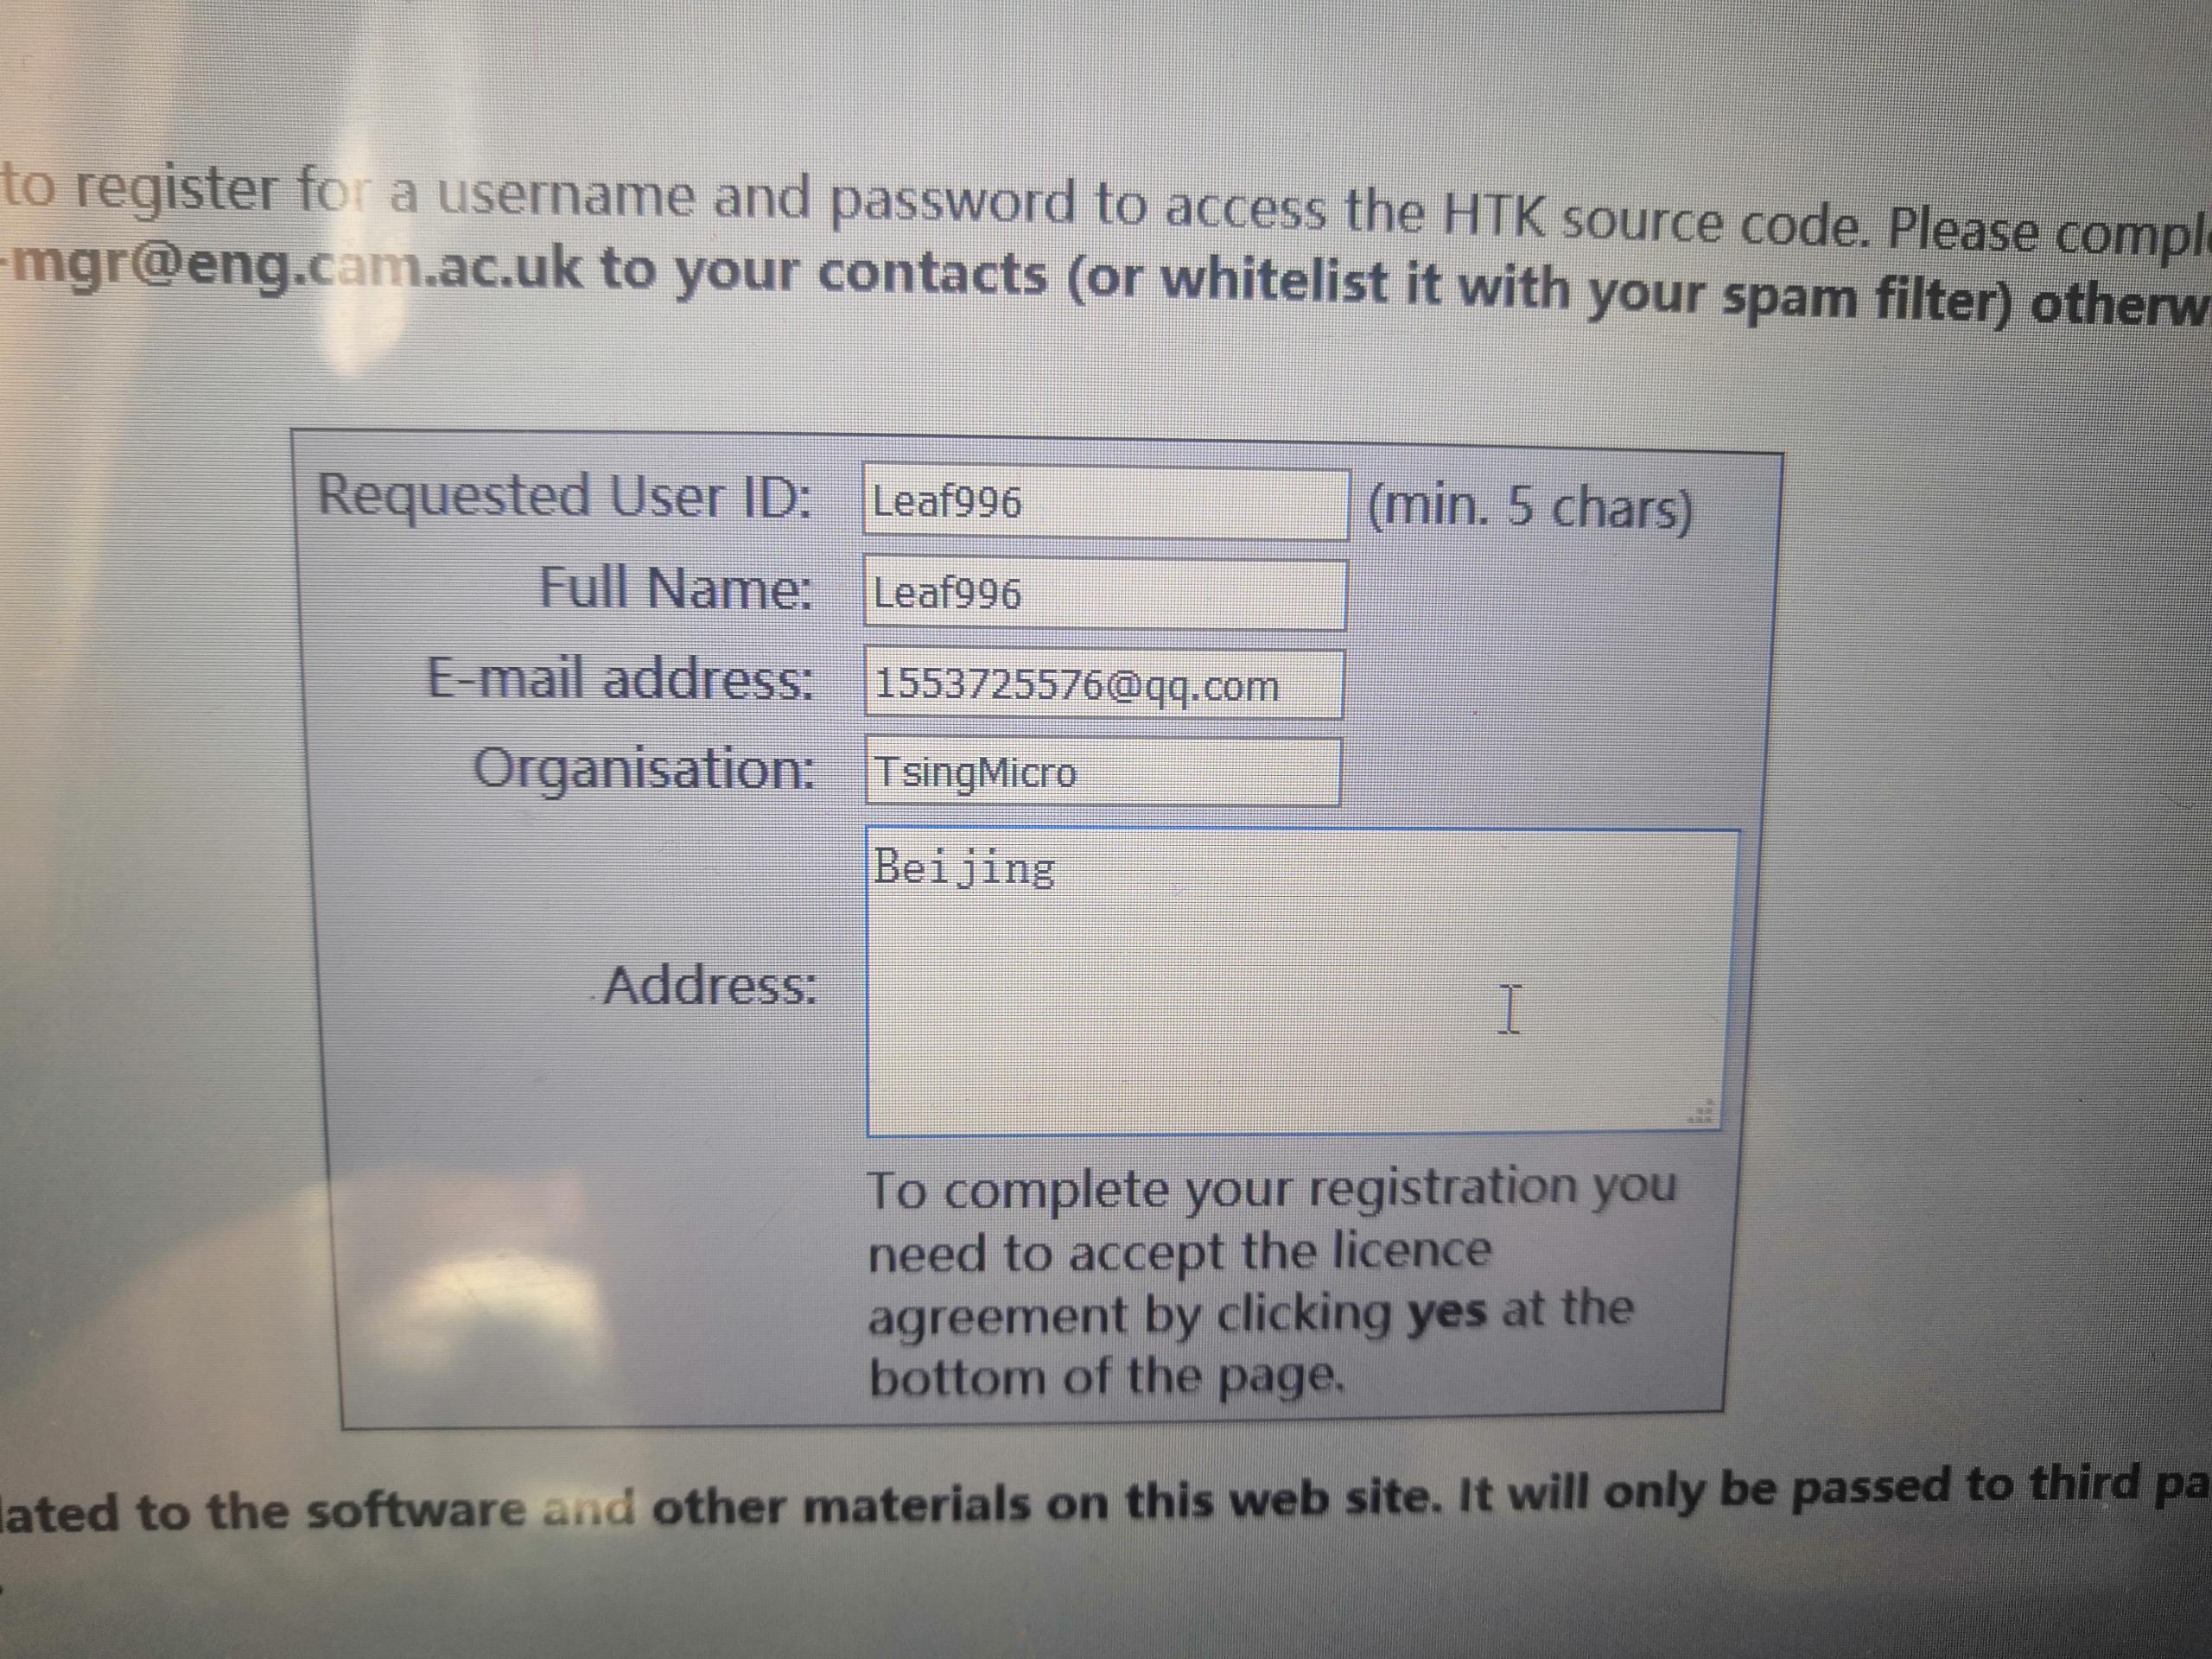 to register for a username and password to access the HTK source code. Please
-mgr@eng.cam.ac.uk to your contacts (or whitelist it with your spam filter)
Requested User ID: Leaf996 (min. 5 chars)
Full Name: Leaf996
E-mail address: 1553725576@qq.com
Organisation: TsingMicro
Address: Beijing
To complete your registration you
need to accept the licence
agreement by clicking yes at the
bottom of the page.
to the software and other materials on this web site. It will only be passed to third